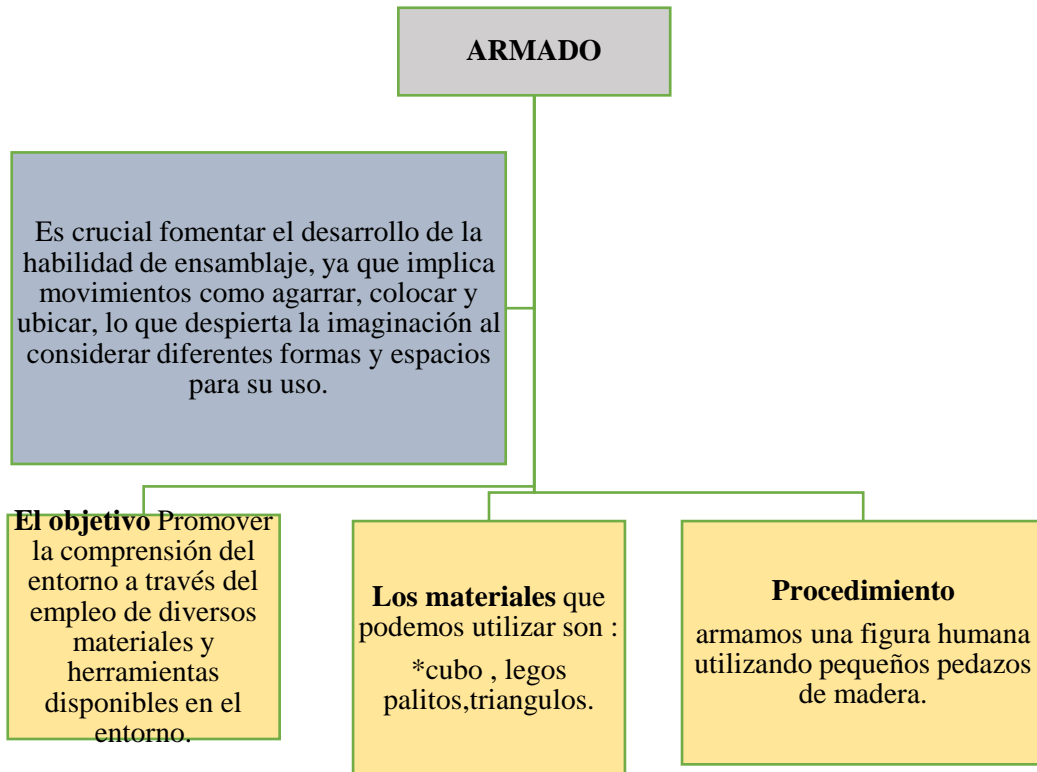 ARMADO
Es crucial fomentar el desarrollo de la
habilidad de ensamblaje, ya que implica
movimientos como agarrar, colocar y
ubicar, lo que despierta la imaginación al
considerar diferentes formas y espacios
para su uso.
El objetivo Promover
la comprensión del
entorno a través del
empleo de diversos
materiales y
herramientas
disponibles en el
entorno.
Los materiales que
podemos utilizar son :
*cubo , legos
palitos,triangulos.
Procedimiento
armamos una figura humana
utilizando pequeños pedazos
de madera.